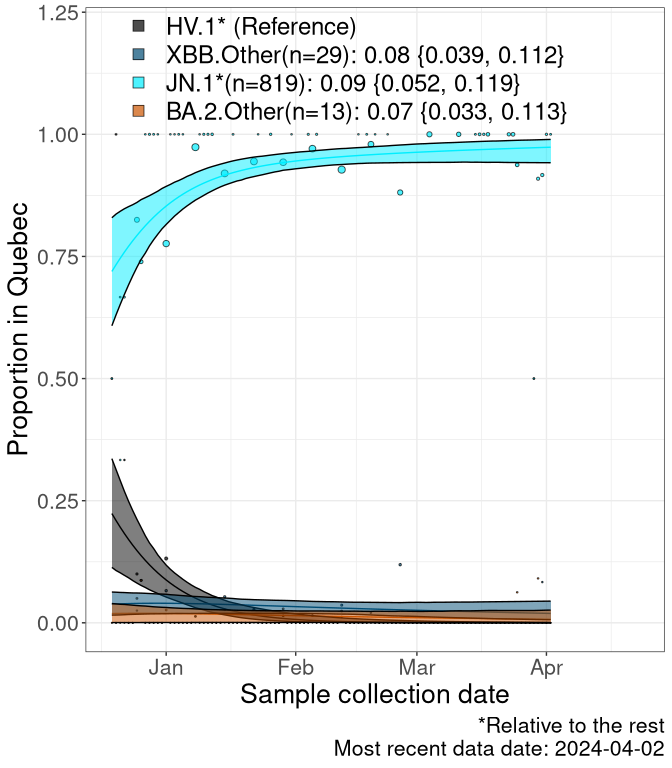 HV.1* (Reference)
XBB.Other(n=29): 0.08 {0.039, 0.112}
JN.1*(n=819): 0.09 {0.052, 0.119}
BA.2.Other(n=13): 0.07 {0.033, 0.113}
1.25
1.00
0.75
0.50
0.25
0.00
Proportion in Quebec
Jan Feb Mar Apr
Sample collection date
*Relative to the rest
Most recent data date: 2024-04-02